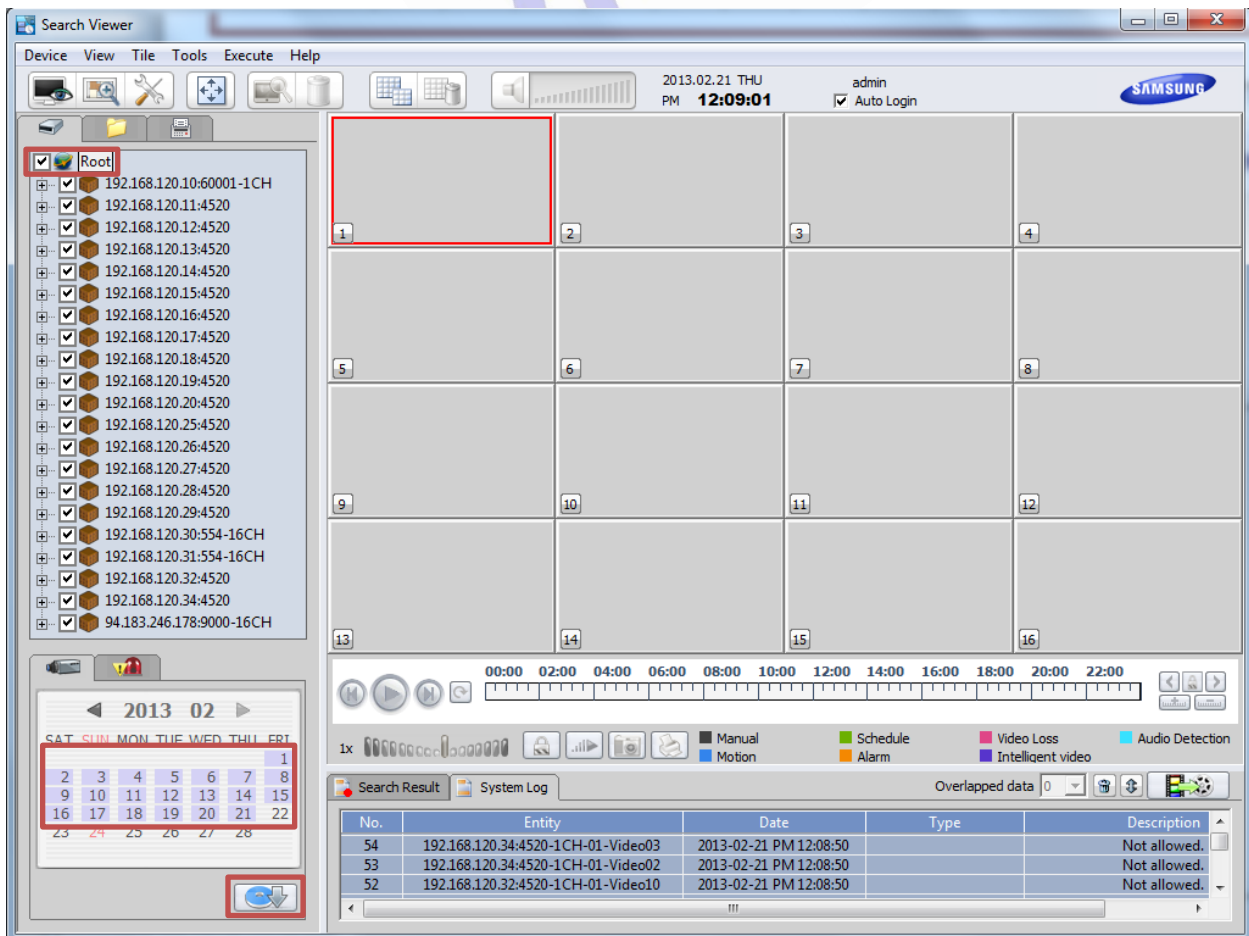 Search Viewer
Device View Tile Tools Execute Help
2013.02.21 THU
PM 12:09:01
admin
Auto Login
SAMSUNG
Root
192.168.120.10:60001-1CH
192.168.120.11:4520
192.168.120.12:4520
192.168.120.13:4520
192.168.120.14:4520
192.168.120.15:4520
192.168.120.16:4520
192.168.120.17:4520
192.168.120.18:4520
192.168.120.19:4520
192.168.120.20:4520
192.168.120.25:4520
192.168.120.26:4520
192.168.120.27:4520
192.168.120.28:4520
192.168.120.29:4520
192.168.120.30:554-16CH
192.168.120.31:554-16CH
192.168.120.32:4520
192.168.120.34:4520
94.183.246.178:9000-16CH
1 2 3 4
5 6 7 8
9 10 11 12
13 14 15 16
00:00 02:00 04:00 06:00 08:00 10:00 12:00 14:00 16:00 18:00 20:00 22:00
2013 02
SAT SUN MON TUE WED THU FRI
1
2 3 4 5 6 7 8
9 10 11 12 13 14 15
16 17 18 19 20 21 22
23 24 25 26 27 28
1x
Manual Schedule Video Loss Audio Detection
Motion Alarm Intelligent video
Search Result System Log Overlapped data 0
No. Entity Date Type Description
54 192.168.120.34:4520-1CH-01-Video03 2013-02-21 PM 12:08:50 Not allowed.
53 192.168.120.34:4520-1CH-01-Video02 2013-02-21 PM 12:08:50 Not allowed.
52 192.168.120.32:4520-1CH-01-Video10 2013-02-21 PM 12:08:50 Not allowed.